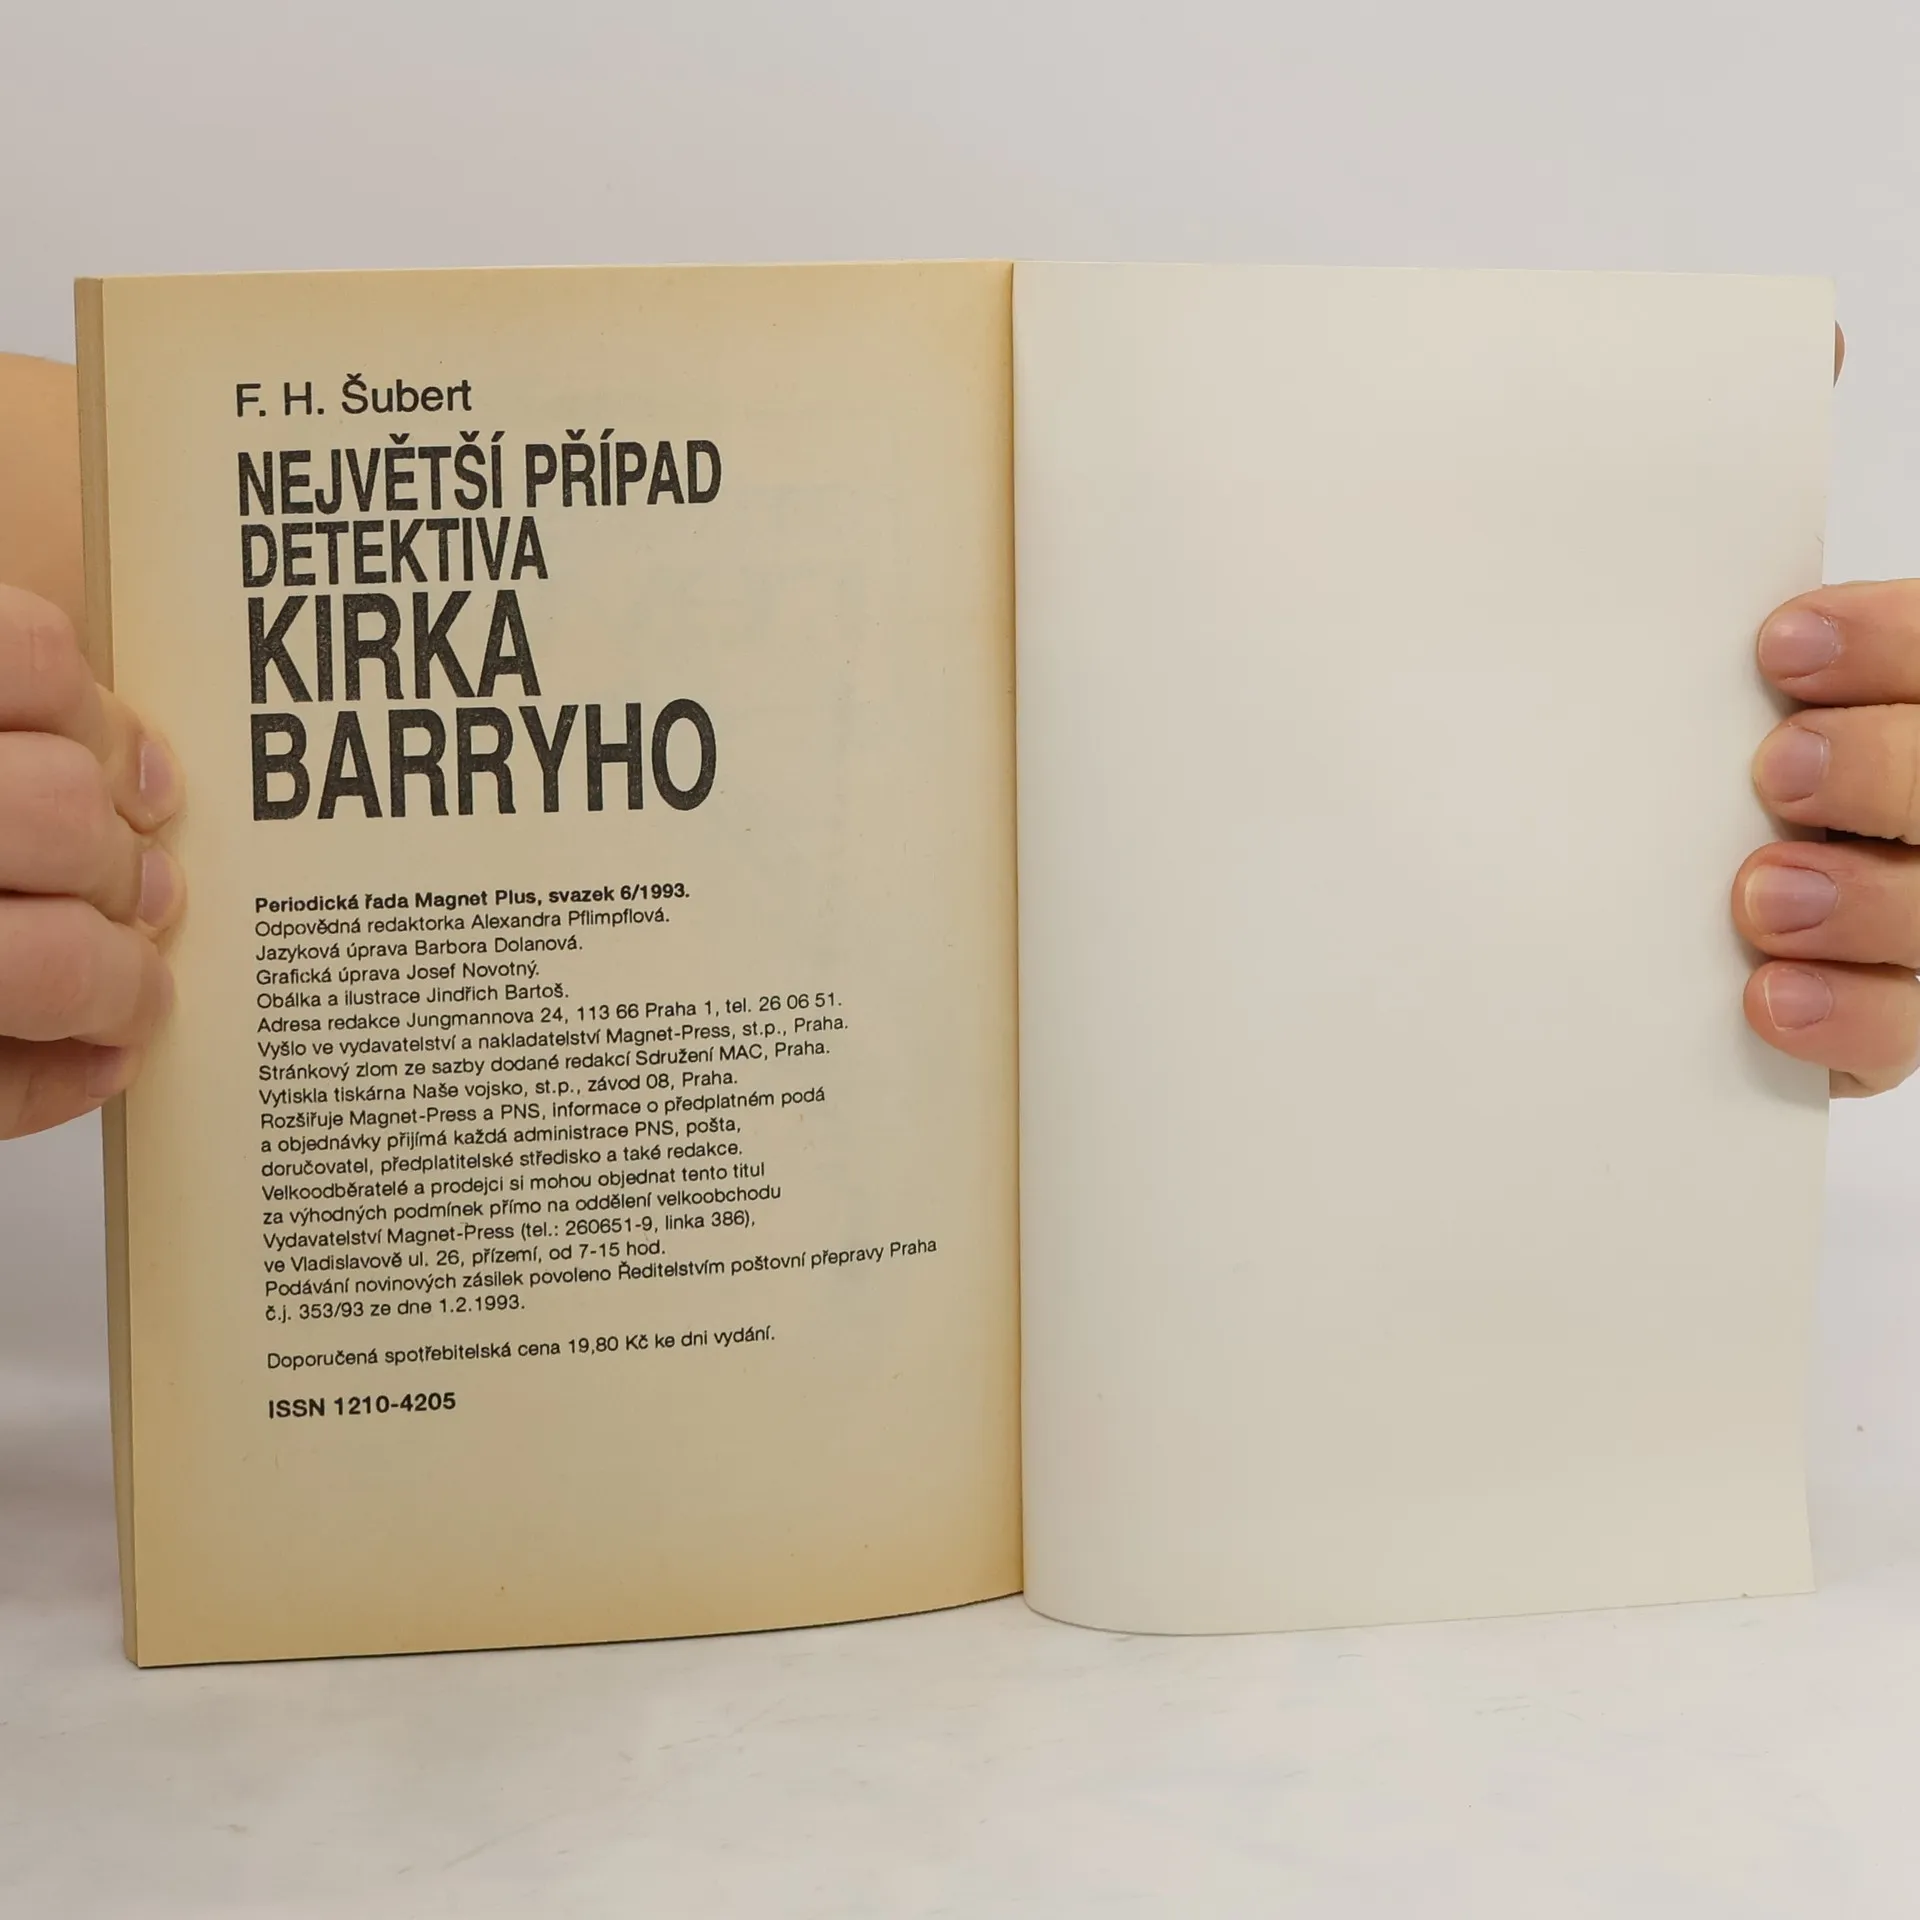 F. H. Šubert
NEJVĚTŠÍ PŘÍPAD
DETEKTIVA
KIRKA
BARRYHO
Periodická řada Magnet Plus, svazek 6/1993.
Odpovědná redaktorka Alexandra Pflimpflová.
Jazyková úprava Barbora Dolanová.
Grafická úprava Josef Novotný.
Obálka a ilustrace Jindřich Bartoš.
Adresa redakce Jungmannova 24, 113 66 Praha 1, tel. 26 06 51.
Vyšlo ve vydavatelství a nakladatelství Magnet-Press, st.p., Praha.
Stránkový zlom ze sazby dodané redakcí Sdružení MAC, Praha.
Vytiskla tiskárna Naše vojsko, st.p., závod 08, Praha.
Rozšiřuje Magnet-Press a PNS, informace o předplatném podá
a objednávky přijímá každá administrace PNS, pošta,
doručovatel, předplatitelské středisko a také redakce.
Velkoodběratelé a prodejci si mohou objednat tento titul
za výhodných podmínek přímo na oddělení velkoobchodu
Vydavatelství Magnet-Press (tel.: 260651-9, linka 386),
ve Vladislavově ul. 26, přízemí, od 7-15 hod.
Podávání novinových zásilek povoleno Ředitelstvím poštovní přepravy Praha
č.j. 353/93 ze dne 1.2.1993.
Doporučená spotřebitelská cena 19,80 Kč ke dni vydání.
ISSN 1210-4205